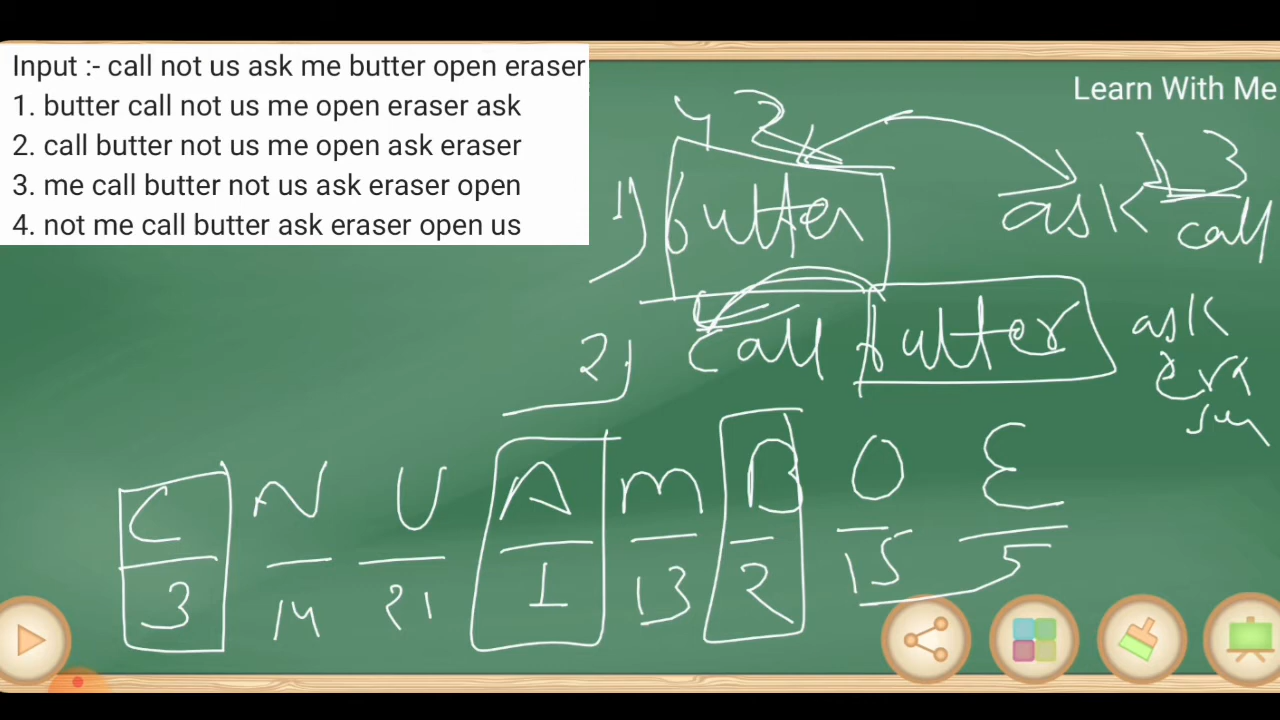 Input :- call not us ask me butter open eraser
1. butter call not us me open eraser ask
2. call butter not us me open ask eraser
3. me call butter not us ask eraser open
4. not me call butter ask eraser open us
Learn With Me
1) butter ask call
2) call butter ask
C N U A M B O E
3 14 21 1 13 2 15 5